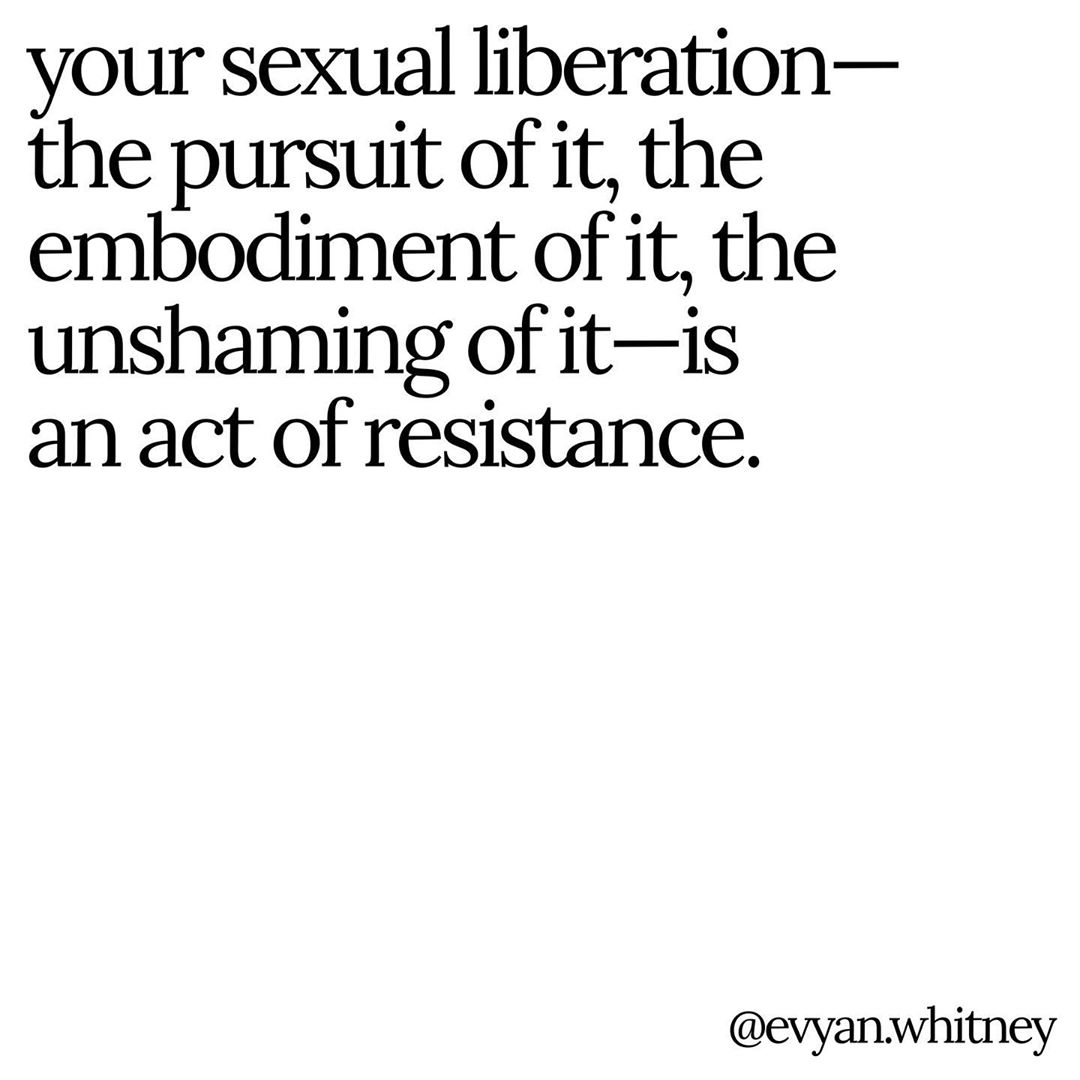 your sexual liberation—
the pursuit of it, the
embodiment of it, the
unshaming of it—is
an act of resistance.
@evyan.whitney